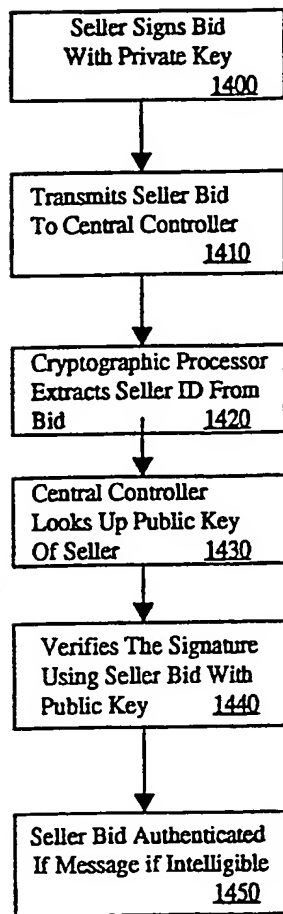 Seller Signs Bid
With Private Key
1400
Transmits Seller Bid
To Central Controller
1410
Cryptographic Processor
Extracts Seller ID From
Bid 1420
Central Controller
Looks Up Public Key
Of Seller 1430
Verifies The Signature
Using Seller Bid With
Public Key 1440
Seller Bid Authenticated
If Message if Intelligible
1450